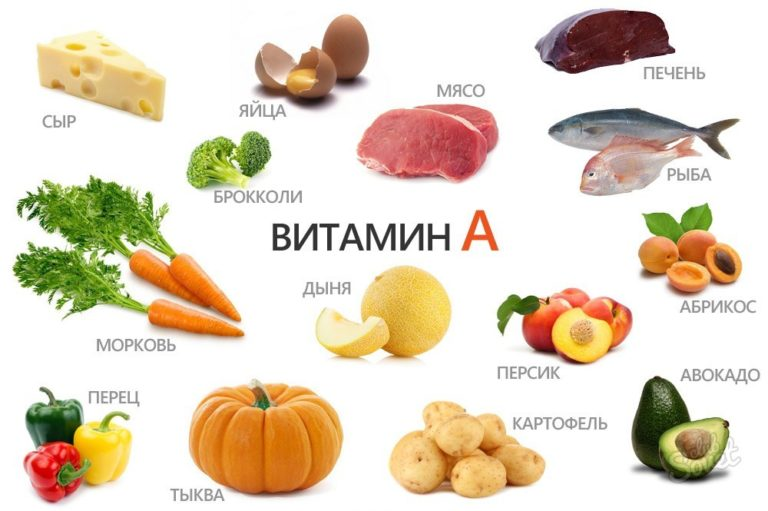 ПЕЧЕНЬ
МЯСО
СЫР
ЯЙЦА
БРОККОЛИ
РЫБА
ВИТАМИН А
ДЫНЯ
АБРИКОС
МОРКОВЬ
ПЕРСИК
АВОКАДО
ПЕРЕЦ
КАРТОФЕЛЬ
ТЫКВА